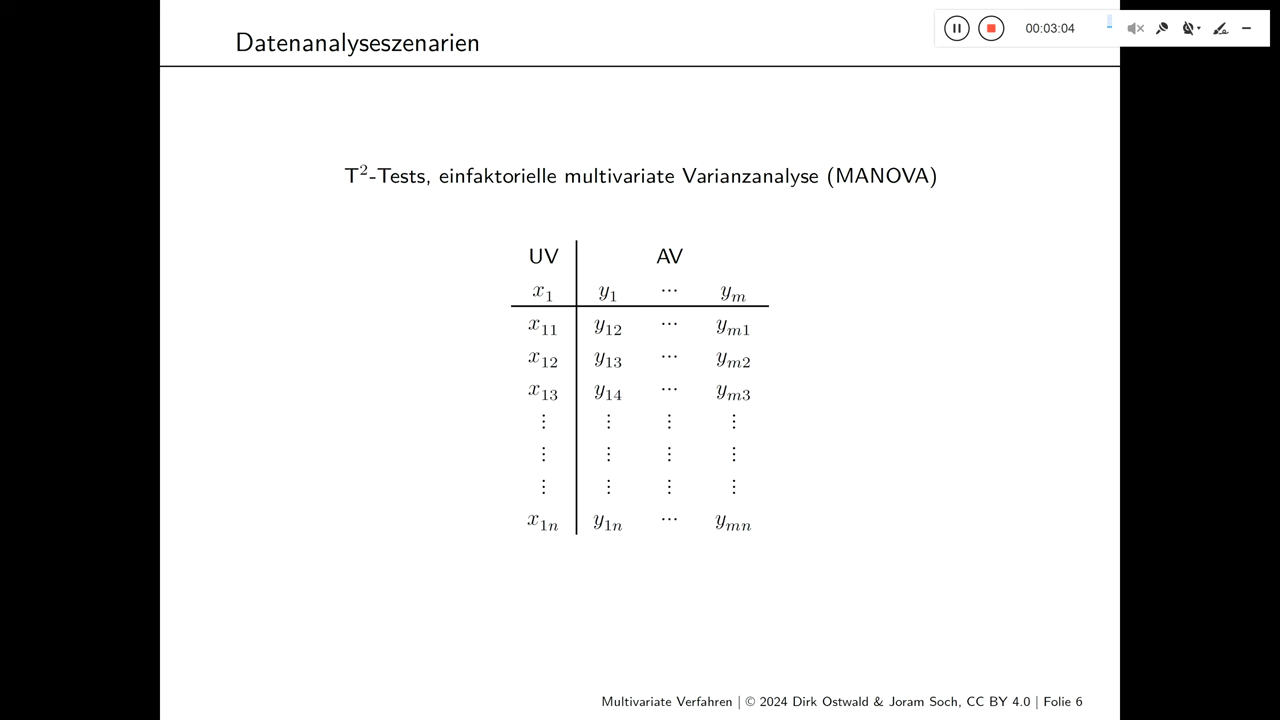 Datenanalyseszenarien
00:03:04
T²-Tests, einfaktorielle multivariate Varianzanalyse (MANOVA)
UV AV
x₁ y₁ ⋯ yₘ
x₁₁ y₁₂ ⋯ yₘ₁
x₁₂ y₁₃ ⋯ yₘ₂
x₁₃ y₁₄ ⋯ yₘ₃
⋮ ⋮ ⋮ ⋮
⋮ ⋮ ⋮ ⋮
⋮ ⋮ ⋮ ⋮
x₁ₙ y₁ₙ ⋯ yₘₙ
Multivariate Verfahren | © 2024 Dirk Ostwald & Joram Soch, CC BY 4.0 | Folie 6